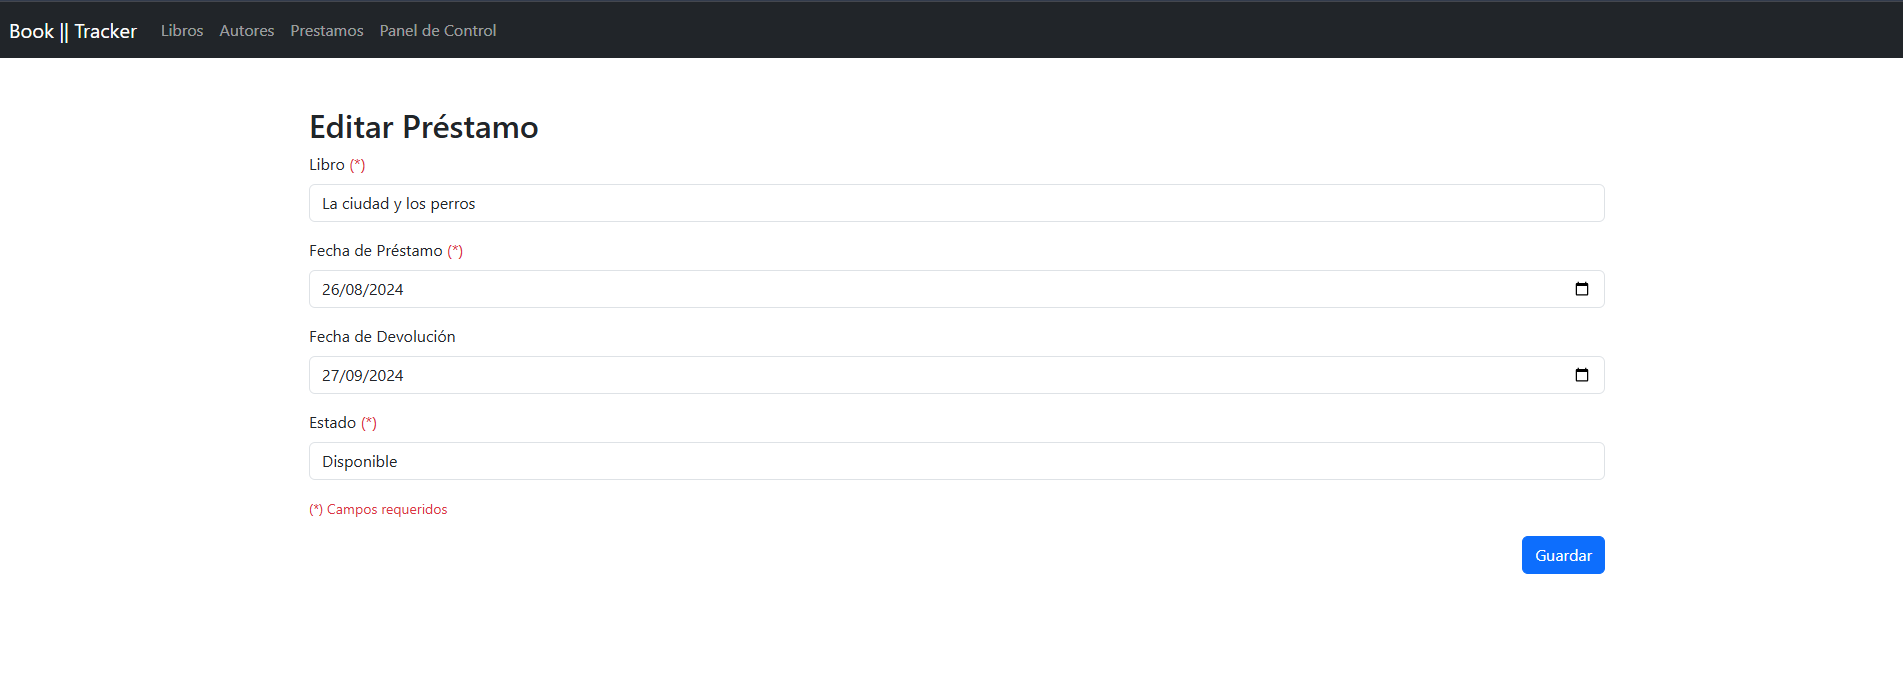 Book || Tracker Libros Autores Prestamos Panel de Control
Editar Préstamo
Libro (*)
La ciudad y los perros
Fecha de Préstamo (*)
26/08/2024
Fecha de Devolución
27/09/2024
Estado (*)
Disponible
(*) Campos requeridos
Guardar